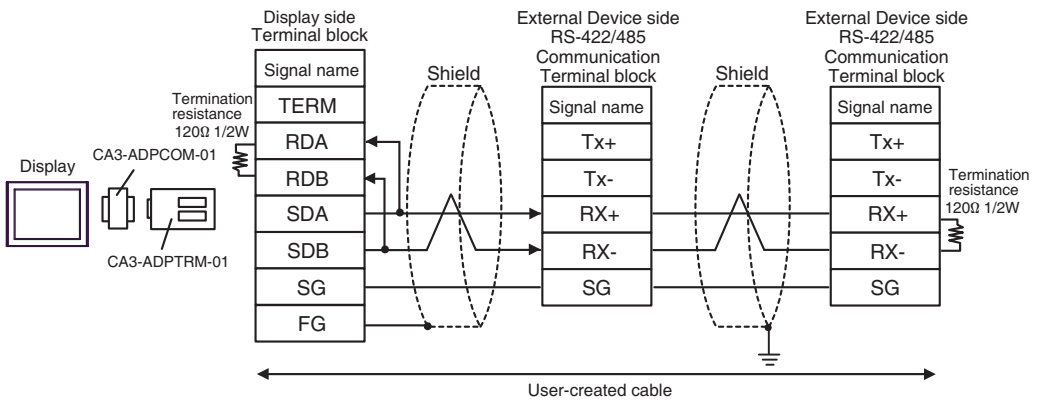 Display side
Terminal block
External Device side
RS-422/485
Communication
Terminal block
External Device side
RS-422/485
Communication
Terminal block
Signal name
TERM
RDA
RDB
SDA
SDB
SG
FG
Shield
Signal name
Tx+
Tx-
RX+
RX-
SG
Shield
Signal name
Tx+
Tx-
RX+
RX-
SG
Termination
resistance
120Ω 1/2W
Termination
resistance
120Ω 1/2W
Display
CA3-ADPCOM-01
CA3-ADPTRM-01
User-created cable